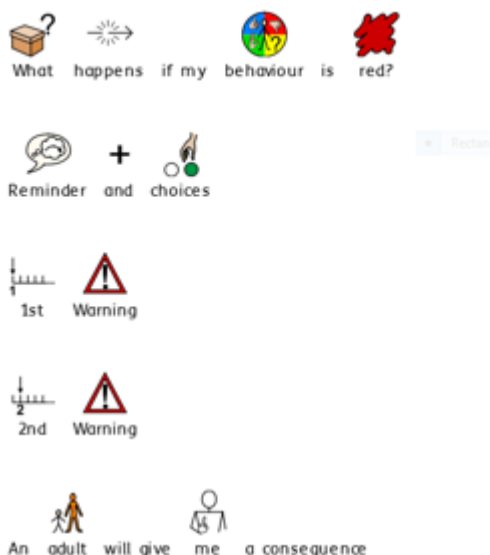 What happens if my behaviour is red?
Reminder and choices
1st Warning
2nd Warning
An adult will give me a consequence